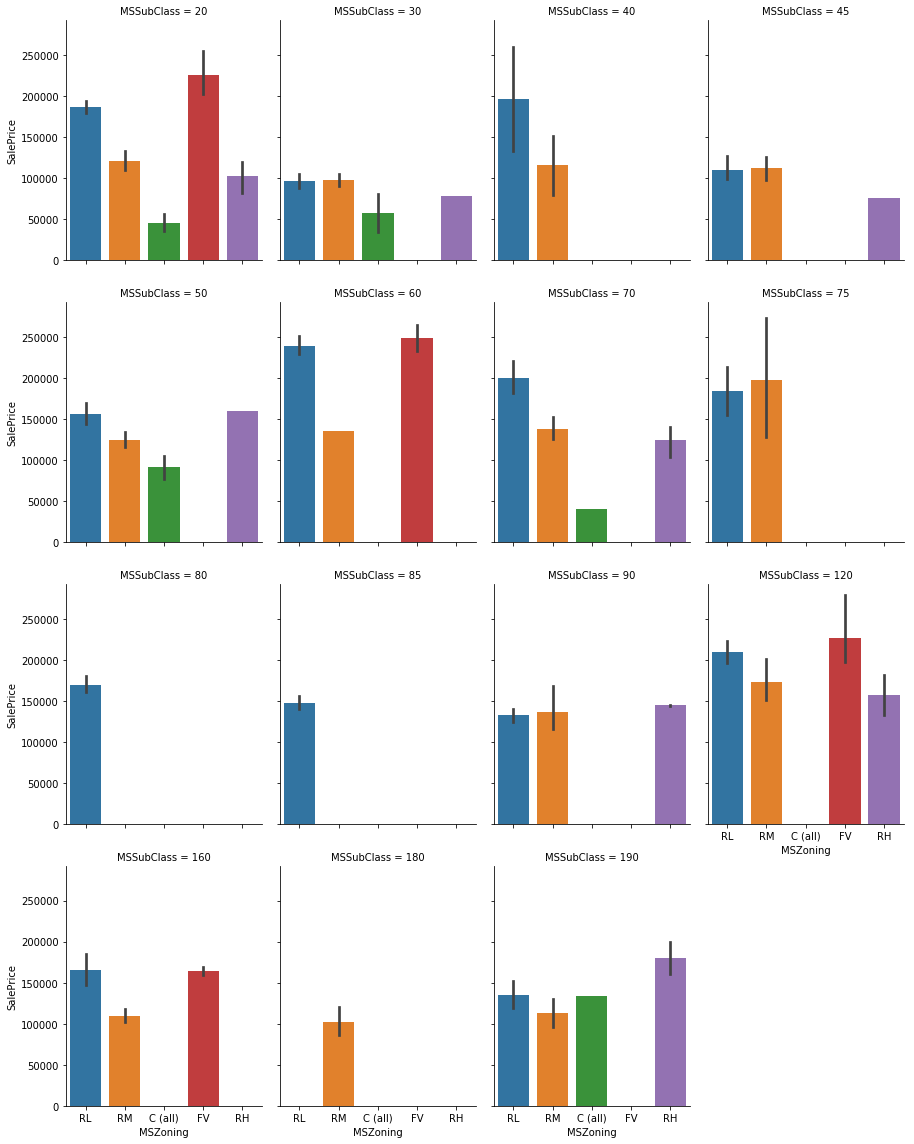 MSSubClass = 20 MSSubClass = 30 MSSubClass = 40 MSSubClass = 45
250000
200000
150000
100000
50000
0
SalePrice
MSSubClass = 50 MSSubClass = 60 MSSubClass = 70 MSSubClass = 75
250000
200000
150000
100000
50000
0
SalePrice
MSSubClass = 80 MSSubClass = 85 MSSubClass = 90 MSSubClass = 120
250000
200000
150000
100000
50000
0
SalePrice
RL RM C (all) FV RH
MSZoning
MSSubClass = 160 MSSubClass = 180 MSSubClass = 190
250000
200000
150000
100000
50000
0
SalePrice
RL RM C (all) FV RH RL RM C (all) FV RH RL RM C (all) FV RH
MSZoning MSZoning MSZoning